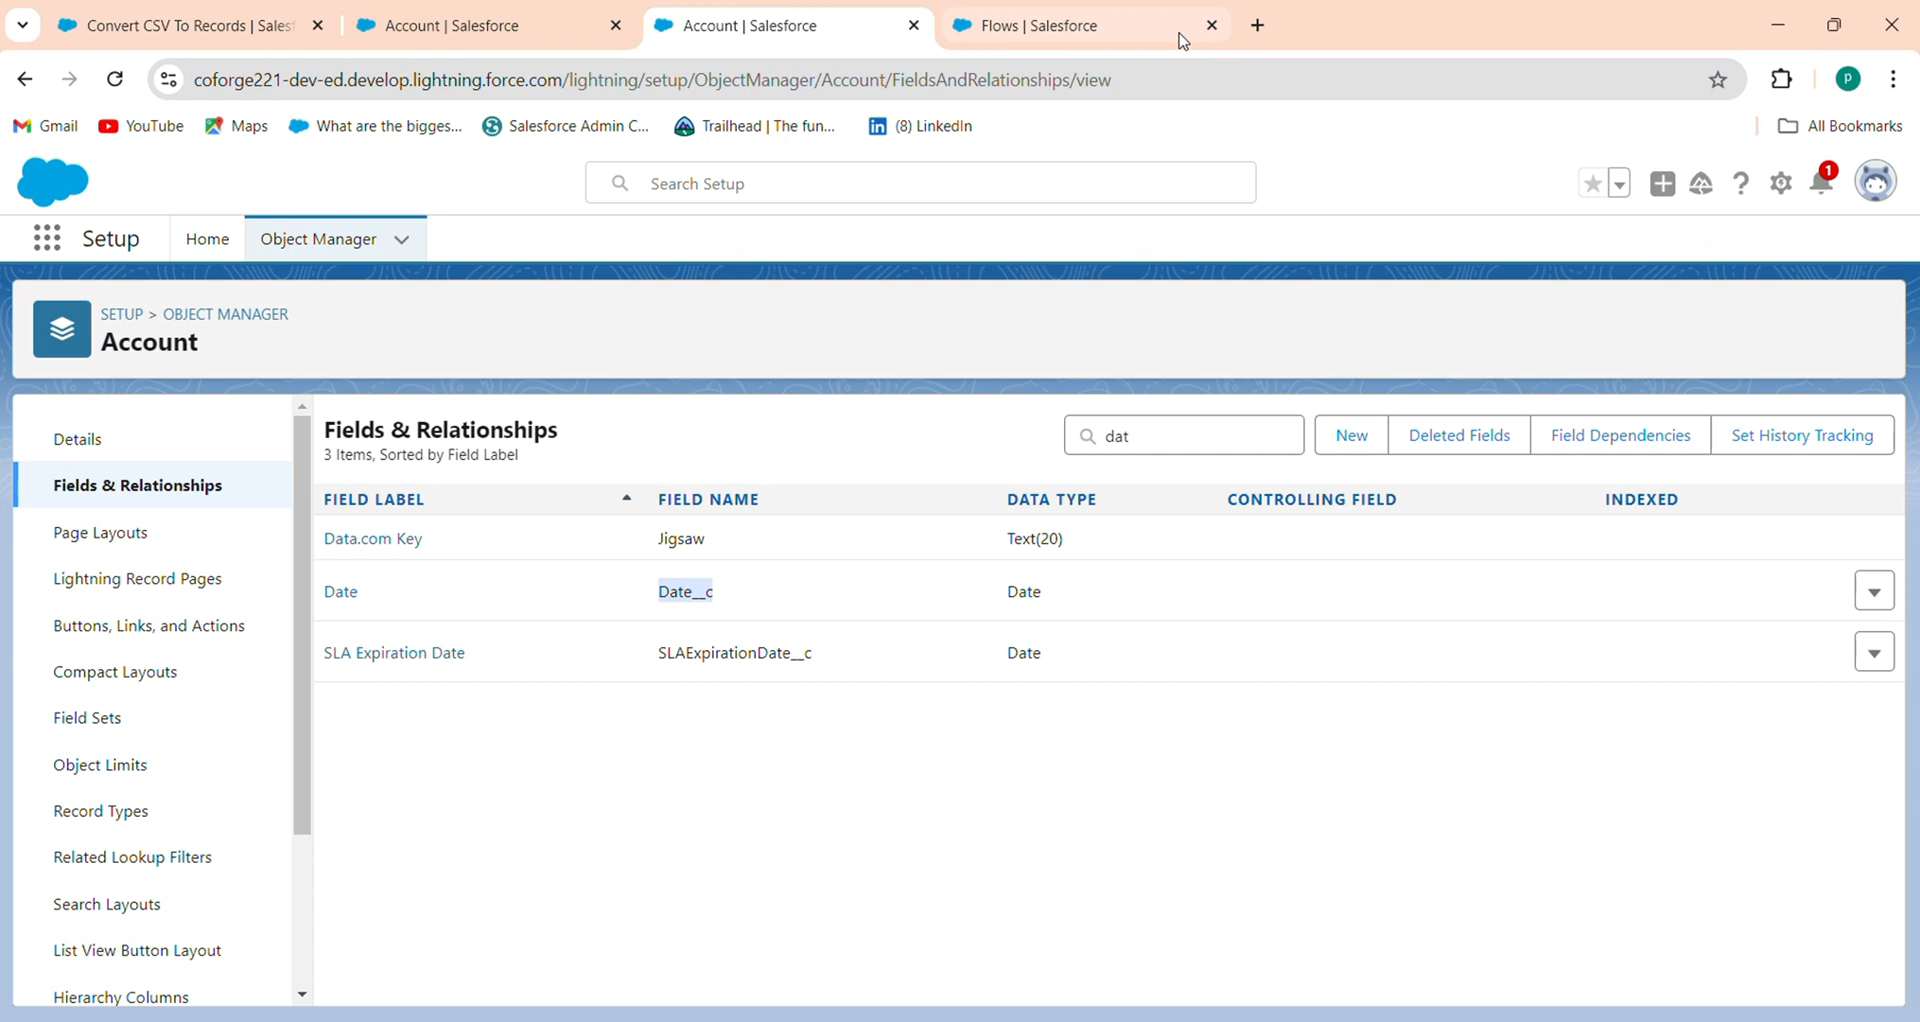 Convert CSV To Records | Sales
Account | Salesforce
Account | Salesforce
Flows | Salesforce
coforge221-dev-ed.develop.lightning.force.com/lightning/setup/ObjectManager/Account/FieldsAndRelationships/view
P
Gmail
YouTube
Maps
What are the bigges...
Salesforce Admin C...
Trailhead | The fun...
(8) LinkedIn
All Bookmarks
Search Setup
1
Setup
Home
Object Manager
SETUP > OBJECT MANAGER
Account
Details
Fields & Relationships
Page Layouts
Lightning Record Pages
Buttons, Links, and Actions
Compact Layouts
Field Sets
Object Limits
Record Types
Related Lookup Filters
Search Layouts
List View Button Layout
Hierarchy Columns
Fields & Relationships
3 Items, Sorted by Field Label
dat
New
Deleted Fields
Field Dependencies
Set History Tracking
FIELD LABEL FIELD NAME DATA TYPE CONTROLLING FIELD INDEXED
Data.com Key Jigsaw Text(20)
Date Date__c Date
SLA Expiration Date SLAExpirationDate__c Date